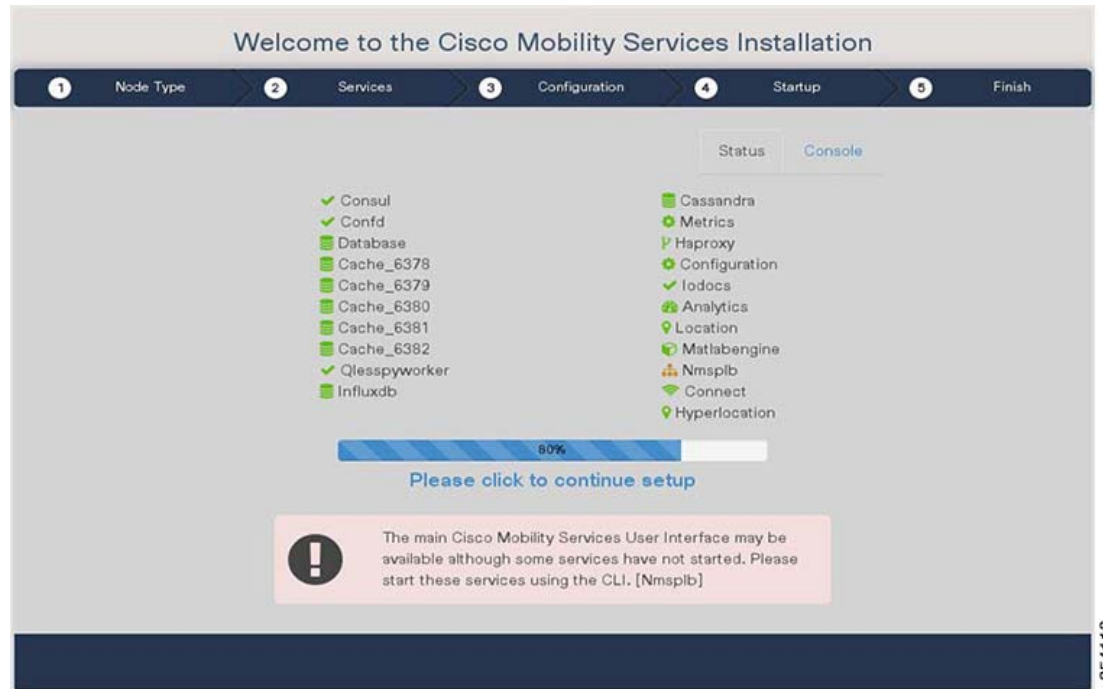 Welcome to the Cisco Mobility Services Installation
1 Node Type 2 Services 3 Configuration 4 Startup 5 Finish
Status Console
Consul
Confd
Database
Cache_6378
Cache_6379
Cache_6380
Cache_6381
Cache_6382
Qlesspyworker
Influxdb
Cassandra
Metrics
Haproxy
Configuration
Iodocs
Analytics
Location
Matlabengine
Nmsplb
Connect
Hyperlocation
80%
Please click to continue setup
The main Cisco Mobility Services User Interface may be
available although some services have not started. Please
start these services using the CLI. [Nmsplb]